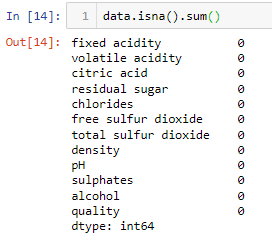 In [14]: 1 data.isna().sum()
Out[14]: fixed acidity 0
volatile acidity 0
citric acid 0
residual sugar 0
chlorides 0
free sulfur dioxide 0
total sulfur dioxide 0
density 0
pH 0
sulphates 0
alcohol 0
quality 0
dtype: int64